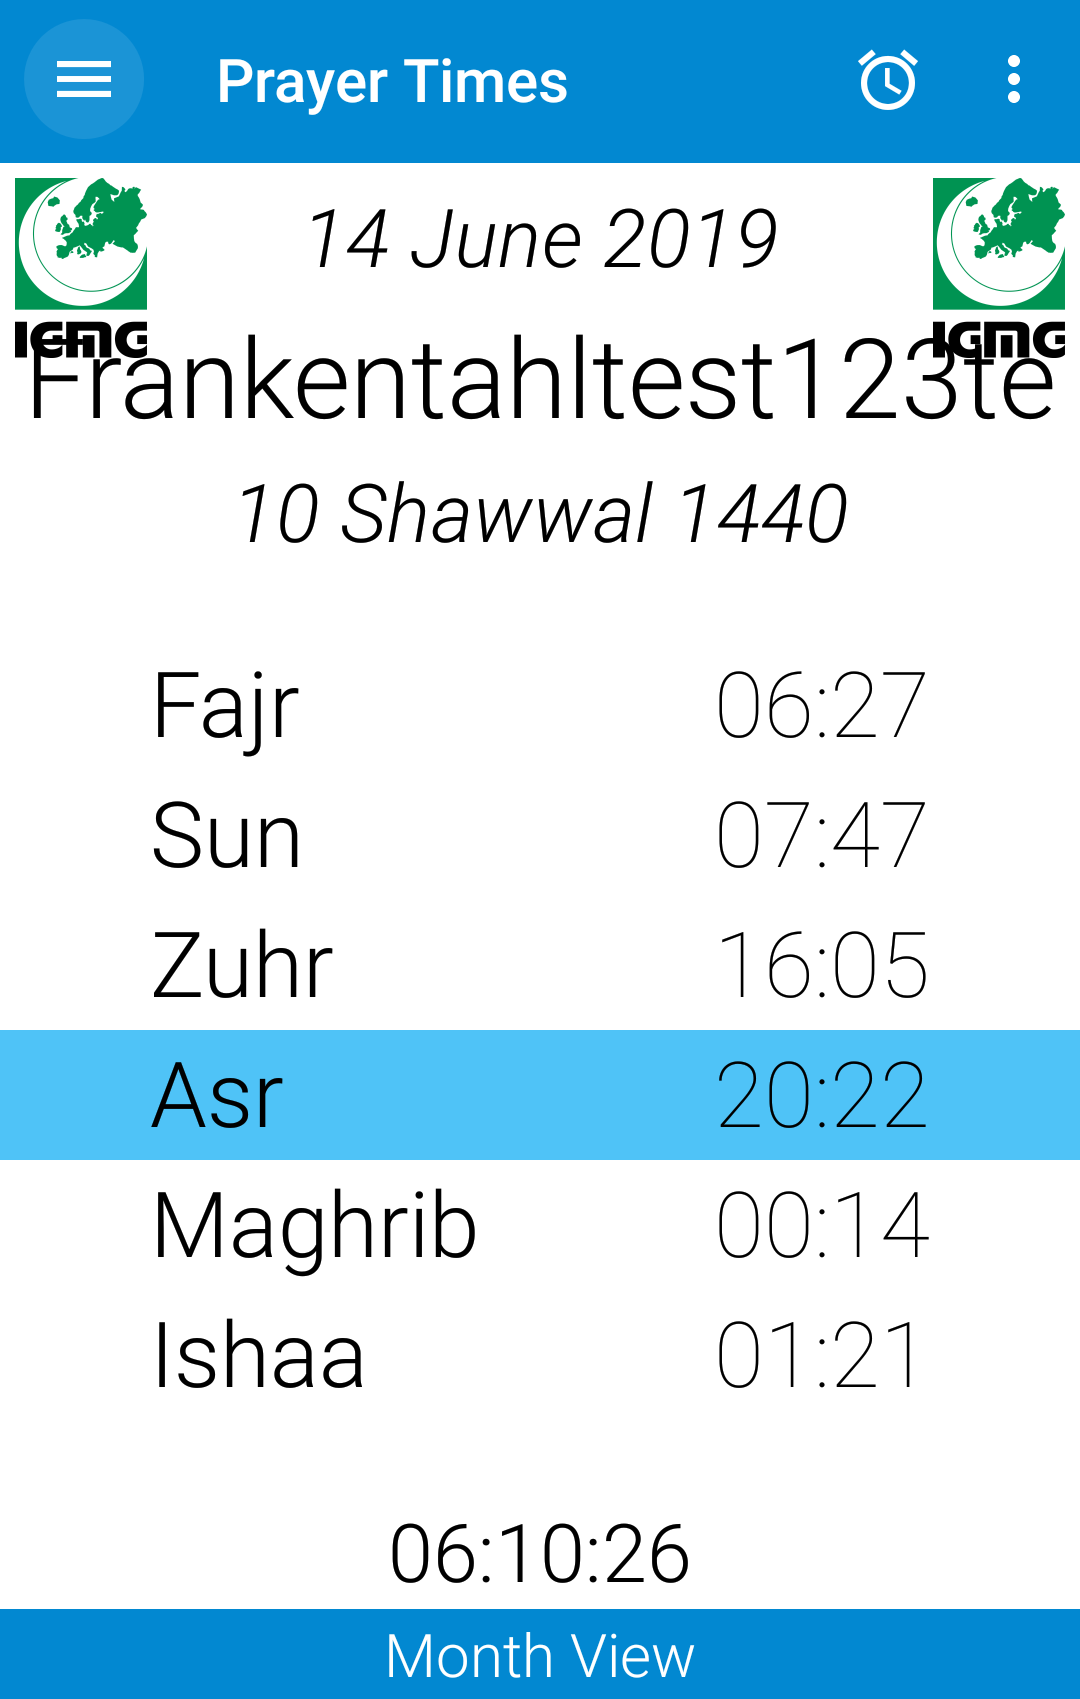 Prayer Times
14 June 2019
IGMG IGMG
Frankentahltest123te
10 Shawwal 1440
Fajr 06:27
Sun 07:47
Zuhr 16:05
Asr 20:22
Maghrib 00:14
Ishaa 01:21
06:10:26
Month View